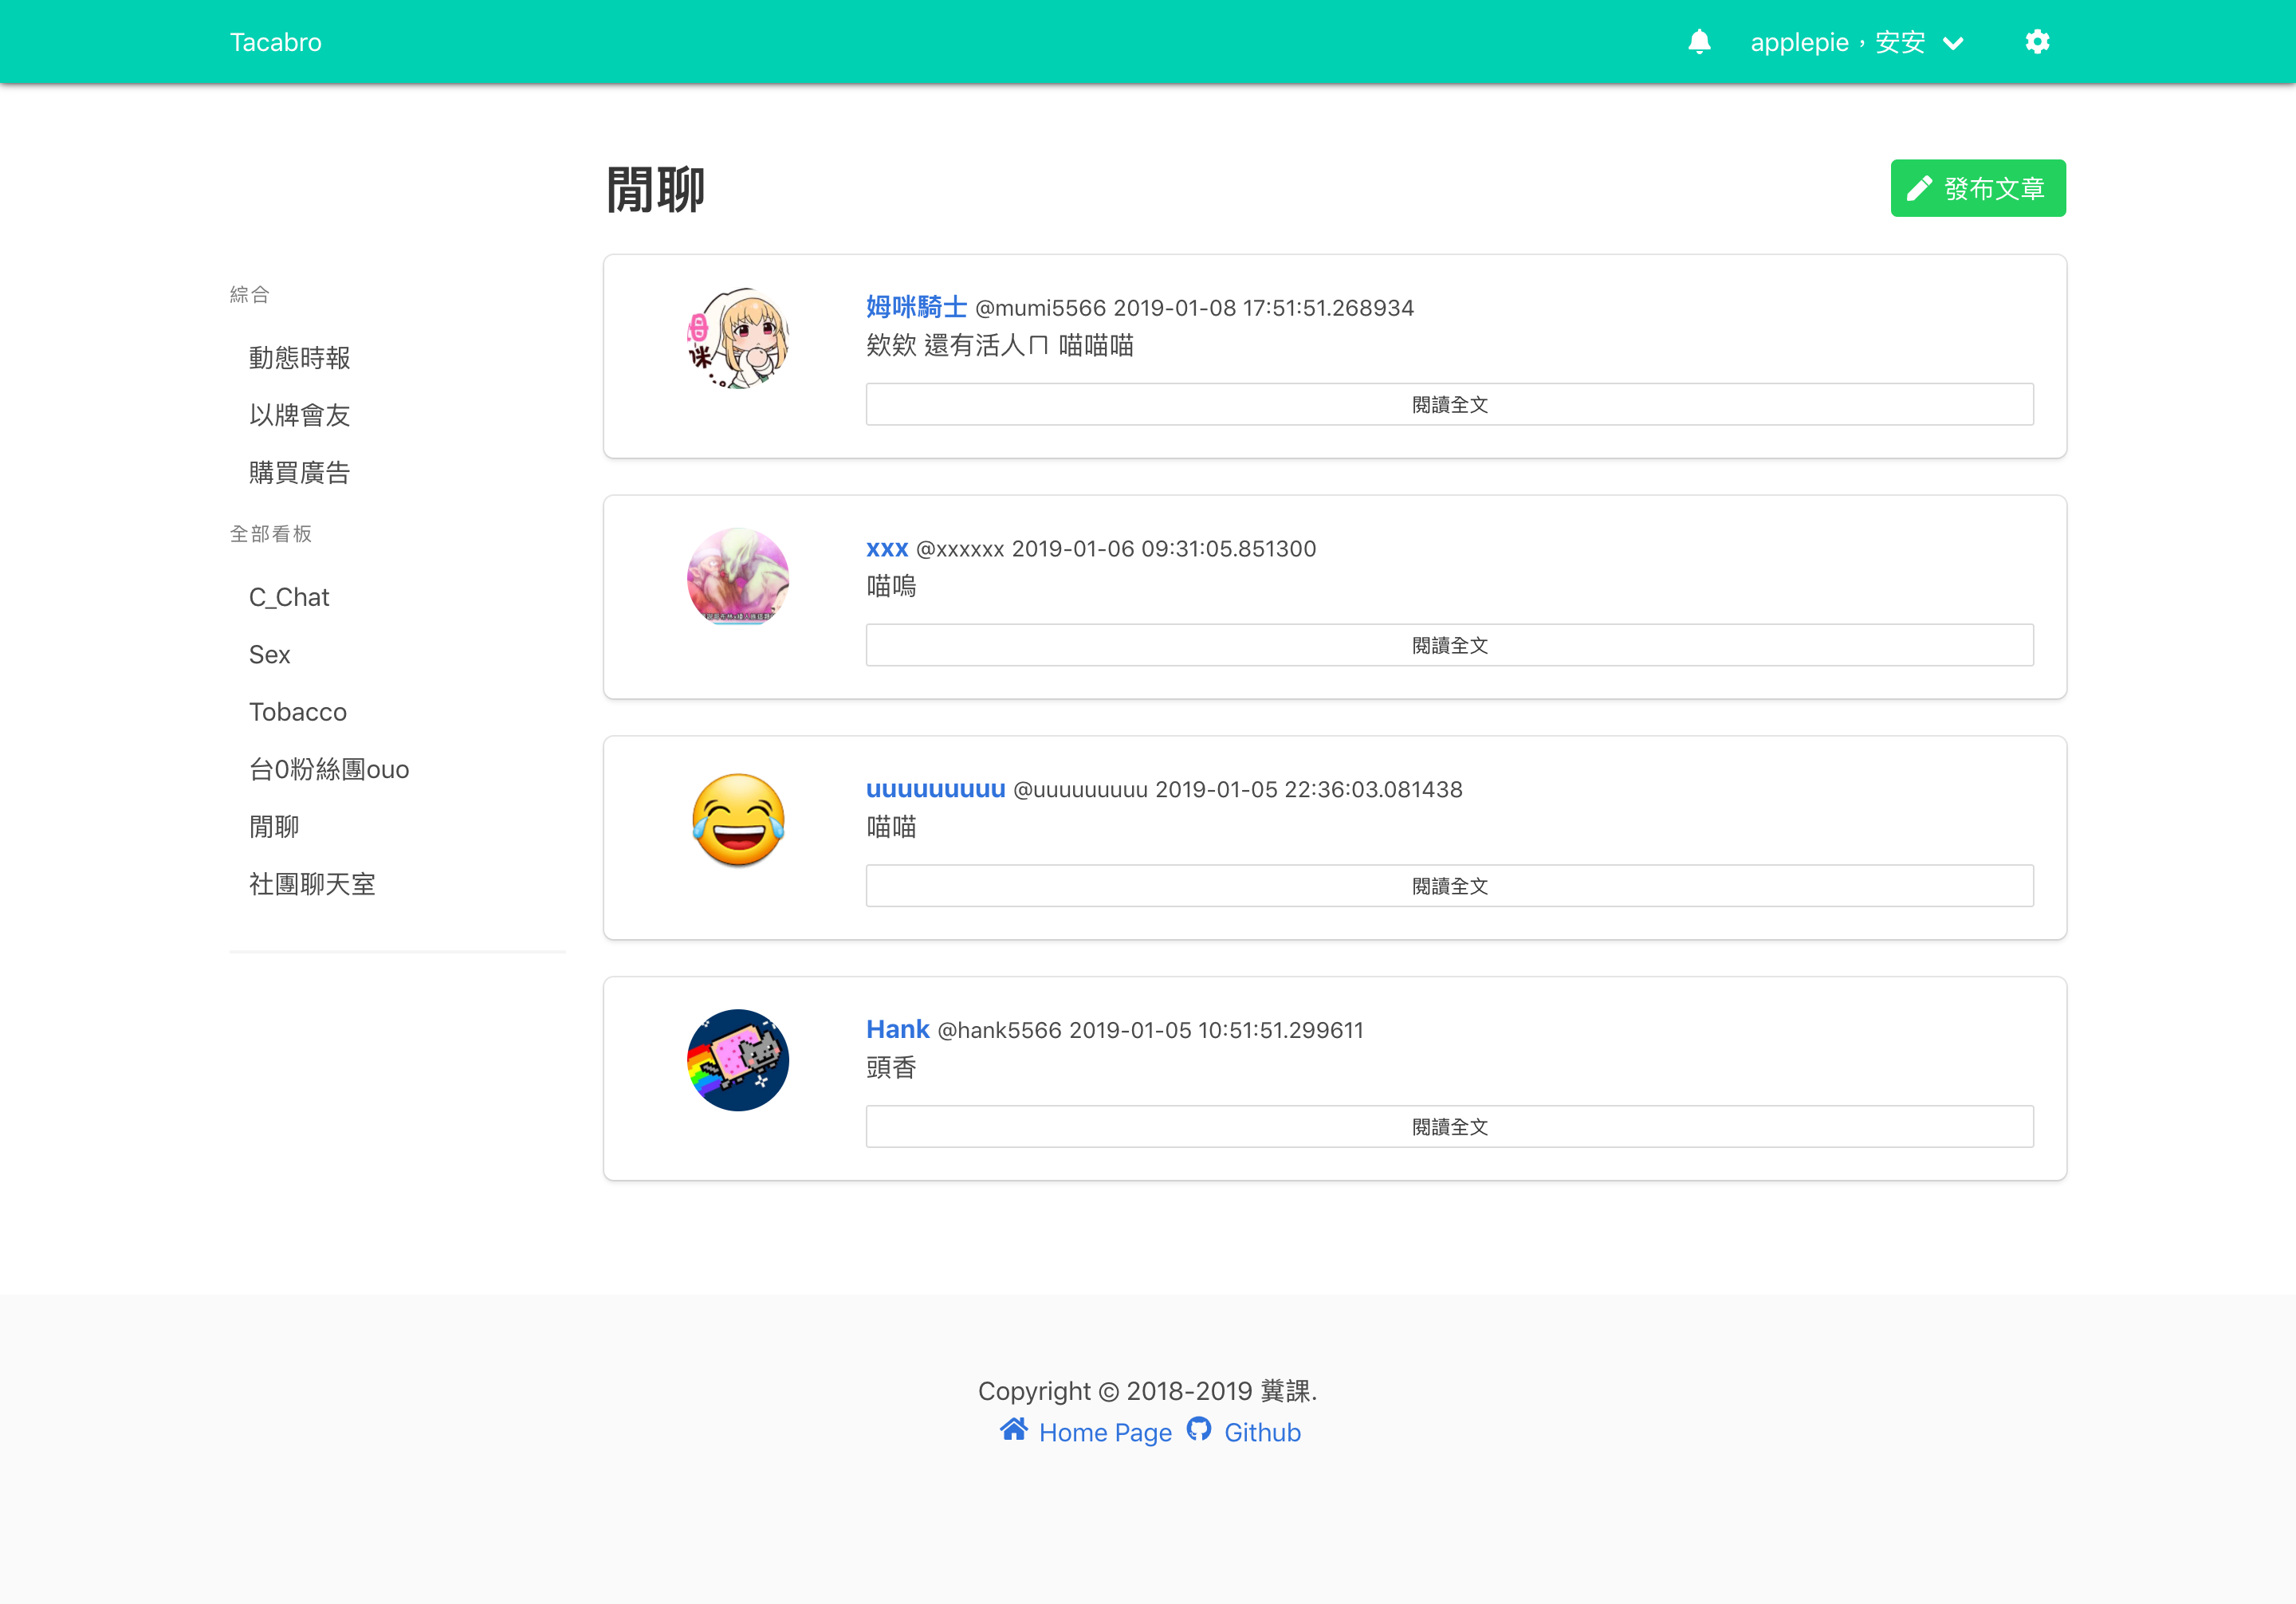 Tacabro
applepie，安安
閒聊
發布文章
綜合
動態時報
以牌會友
購買廣告
全部看板
C_Chat
Sex
Tobacco
台0粉絲團ouo
閒聊
社團聊天室
姆咪騎士 @mumi5566 2019-01-08 17:51:51.268934
欸欸 還有活人ㄇ 喵喵喵
閱讀全文
xxx @xxxxxx 2019-01-06 09:31:05.851300
喵嗚
閱讀全文
uuuuuuuuu @uuuuuuuuu 2019-01-05 22:36:03.081438
喵喵
閱讀全文
Hank @hank5566 2019-01-05 10:51:51.299611
頭香
閱讀全文
Copyright © 2018-2019 糞課.
Home Page Github